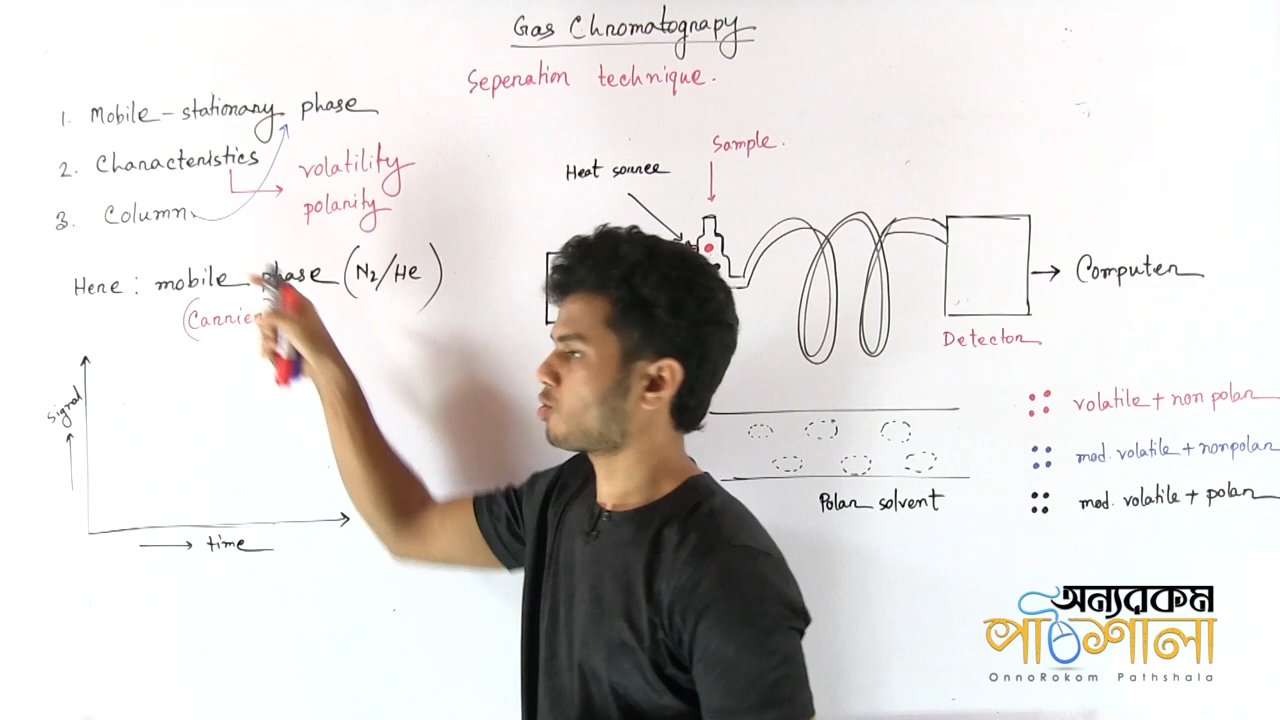 Gas Chromatograpy
Seperation technique.
1. Mobile - stationary phase
2. Characteristics
volatility
polarity
3. Column
Here : mobile phase (N2/He)
(Carrier
Signal
time
Sample.
Heat source
Computer
Detector
Polar solvent
volatile + non polar
mod. volatile + nonpolar
mod. volatile + polar
অন্যরকম
পাঠশালা
OnnoRokom Pathshala